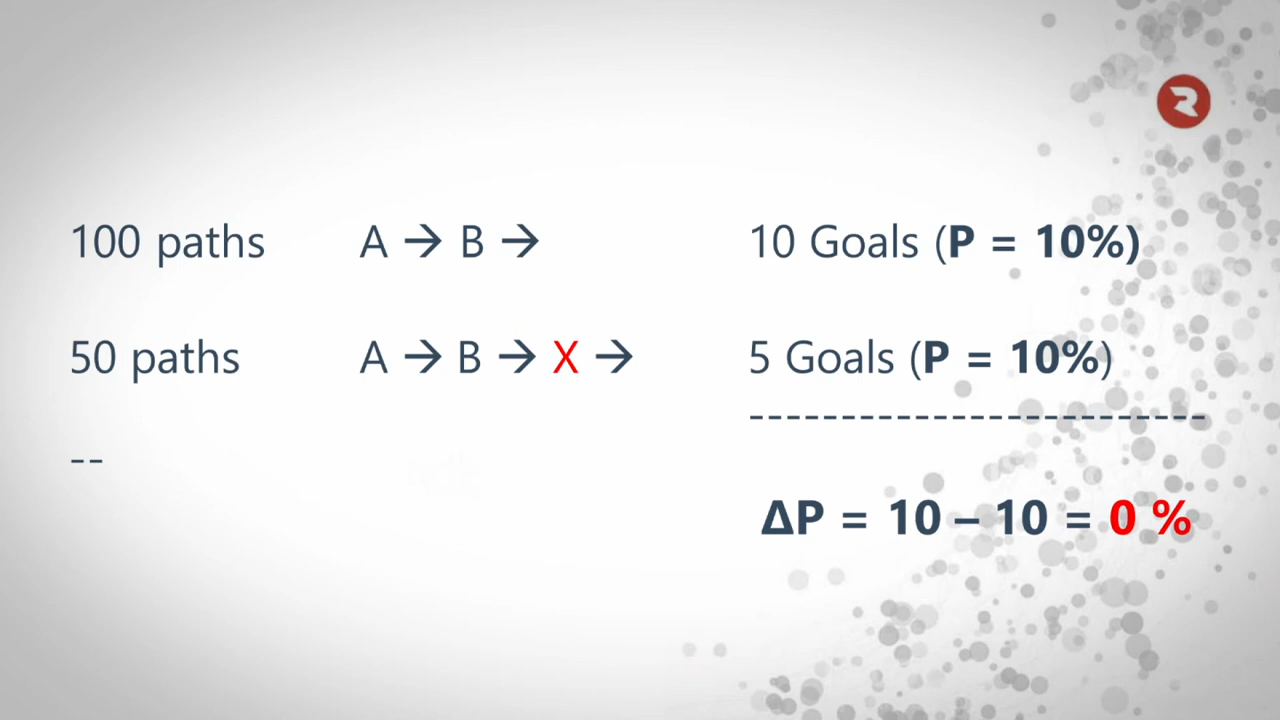 100 paths A → B → 10 Goals (P = 10%)
50 paths A → B → X → 5 Goals (P = 10%)
--------------------------
--
ΔP = 10 – 10 = 0 %